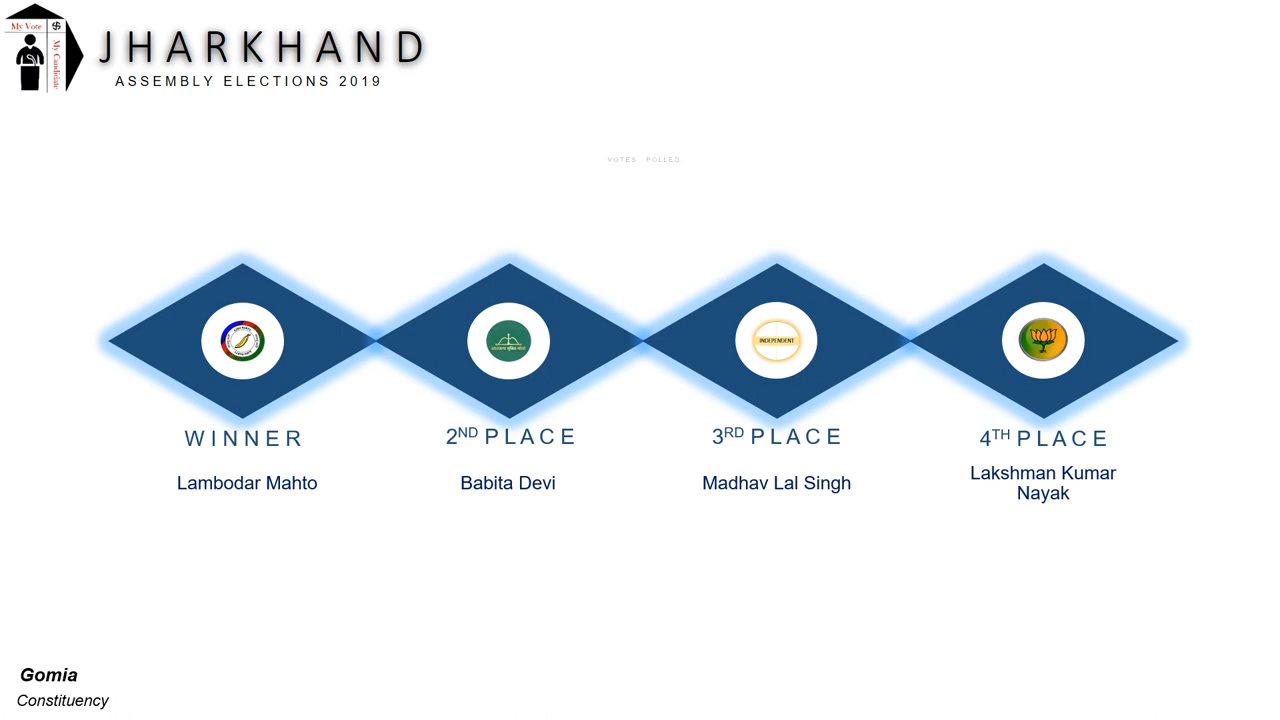 My Vote
My Candidate
JHARKHAND
ASSEMBLY ELECTIONS 2019
VOTES POLLED
INDEPENDENT
WINNER
2ND PLACE
3RD PLACE
4TH PLACE
Lambodar Mahto
Babita Devi
Madhav Lal Singh
Lakshman Kumar
Nayak
Gomia
Constituency